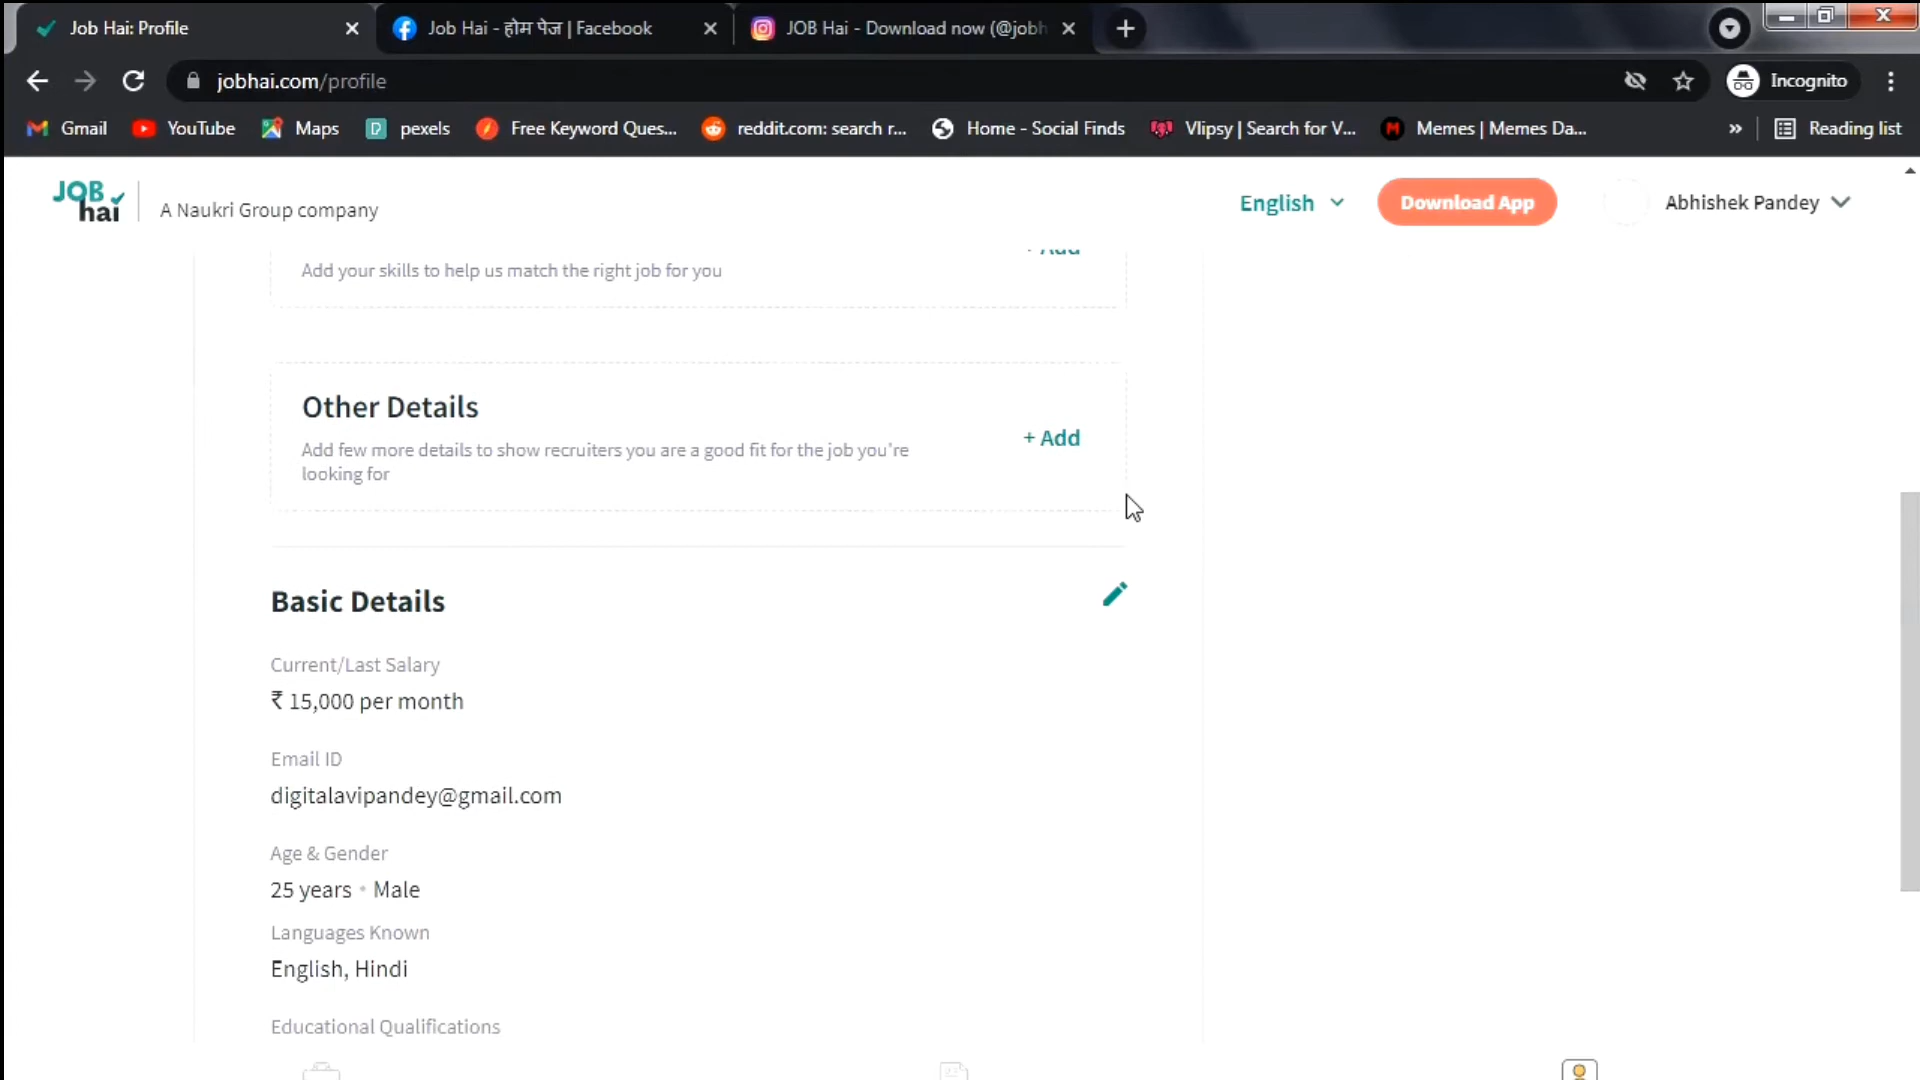 Job Hai: Profile
Job Hai - होम पेज | Facebook
JOB Hai - Download now (@jobh
jobhai.com/profile
Incognito
Gmail
YouTube
Maps
pexels
Free Keyword Ques...
reddit.com: search r...
Home - Social Finds
Vlipsy | Search for V...
Memes | Memes Da...
»
Reading list
JOB
hai
A Naukri Group company
English
Download App
Abhishek Pandey
+ Add
Add your skills to help us match the right job for you
Other Details
Add few more details to show recruiters you are a good fit for the job you're
looking for
+ Add
Basic Details
Current/Last Salary
₹ 15,000 per month
Email ID
digitalavipandey@gmail.com
Age & Gender
25 years • Male
Languages Known
English, Hindi
Educational Qualifications